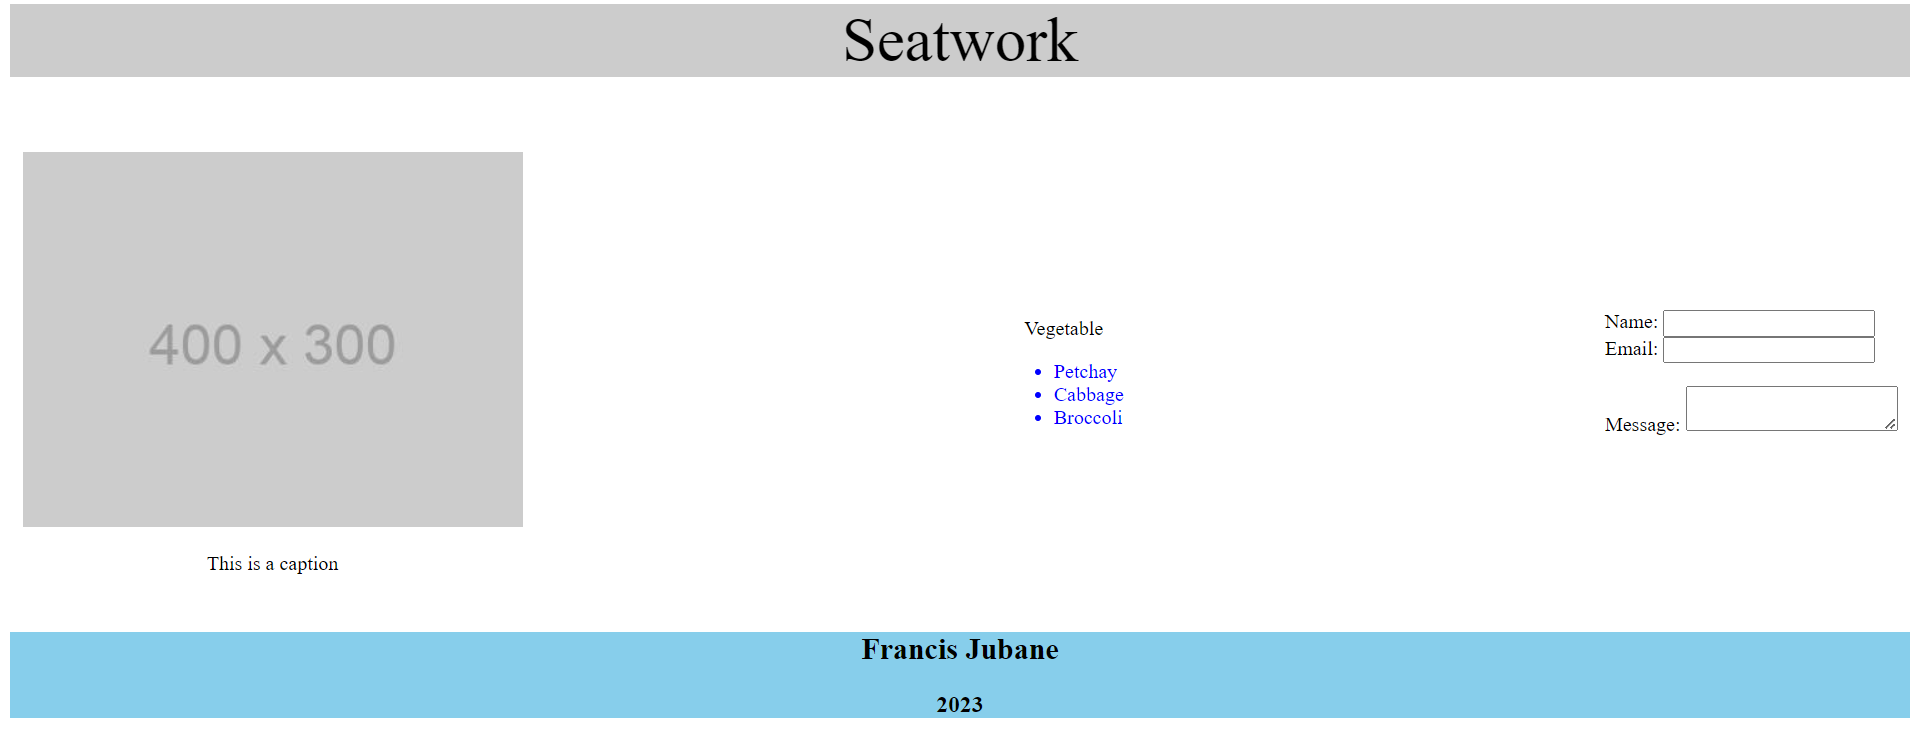 Seatwork
400 x 300
This is a caption
Vegetable
Petchay
Cabbage
Broccoli
Name:
Email:
Message:
Francis Jubane
2023